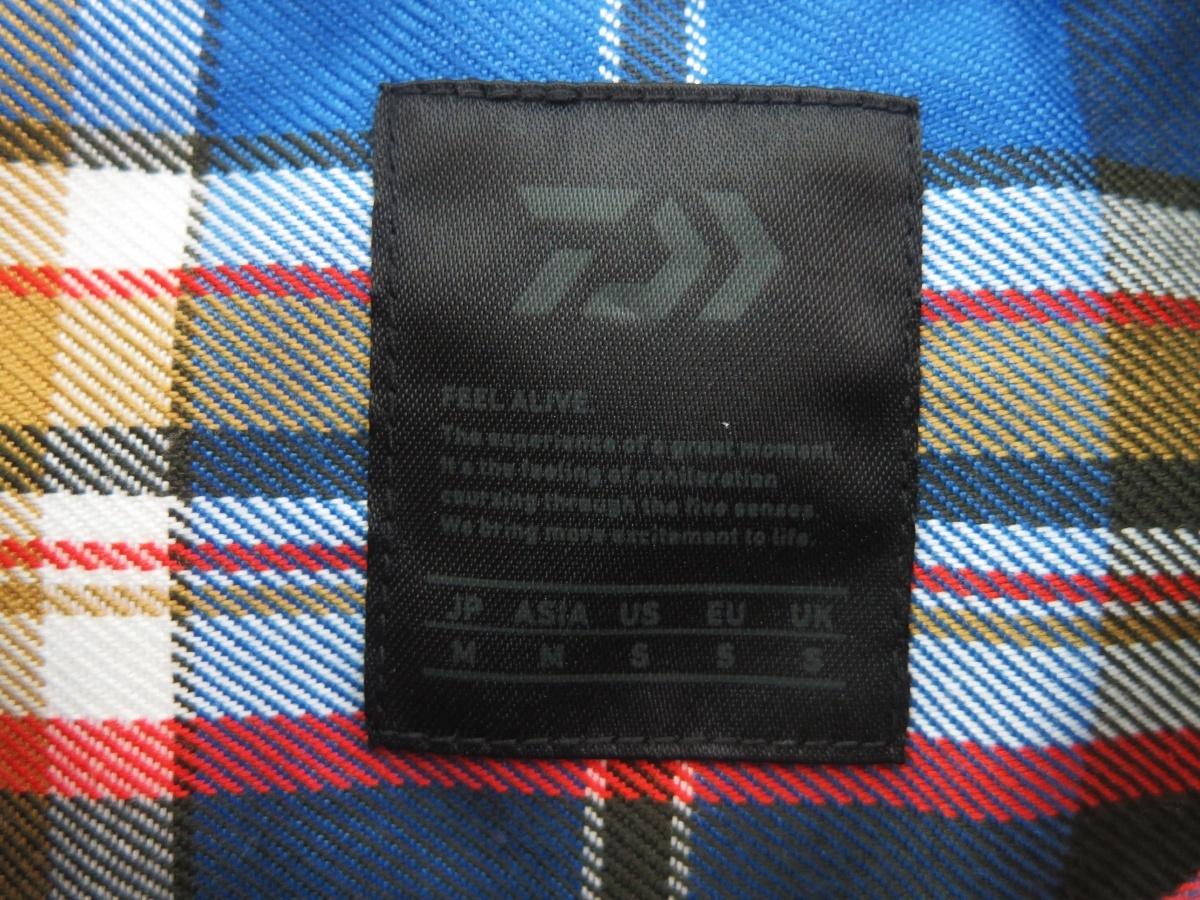 FEEL ALIVE
The experience of a great moment,
It's the feeling of exhilaration
coursing through the five senses
We bring more excitement to life.
JP ASIA US EU UK
M M S S S